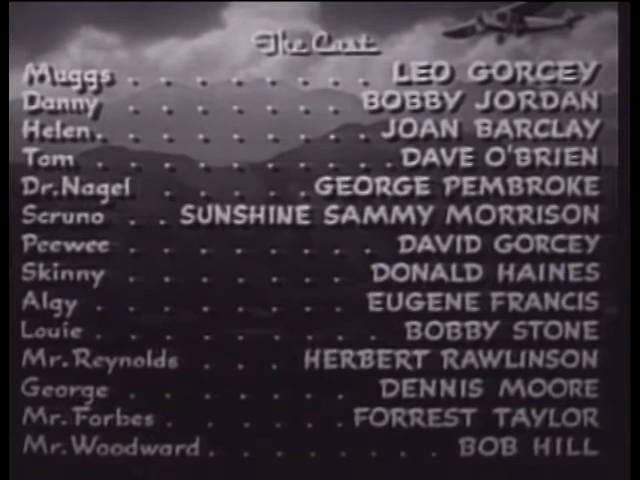 The Cast
Muggs . . . . . . . . LEO GORCEY
Danny . . . . . . . BOBBY JORDAN
Helen . . . . . . . . JOAN BARCLAY
Tom . . . . . . . . . DAVE O'BRIEN
Dr. Nagel . . . . . GEORGE PEMBROKE
Scruno . . SUNSHINE SAMMY MORRISON
Peewee . . . . . . . . DAVID GORCEY
Skinny . . . . . . . DONALD HAINES
Algy . . . . . . . . EUGENE FRANCIS
Louie . . . . . . . . . BOBBY STONE
Mr. Reynolds . . . HERBERT RAWLINSON
George . . . . . . . DENNIS MOORE
Mr. Forbes . . . . . . FORREST TAYLOR
Mr. Woodward . . . . . . . . BOB HILL